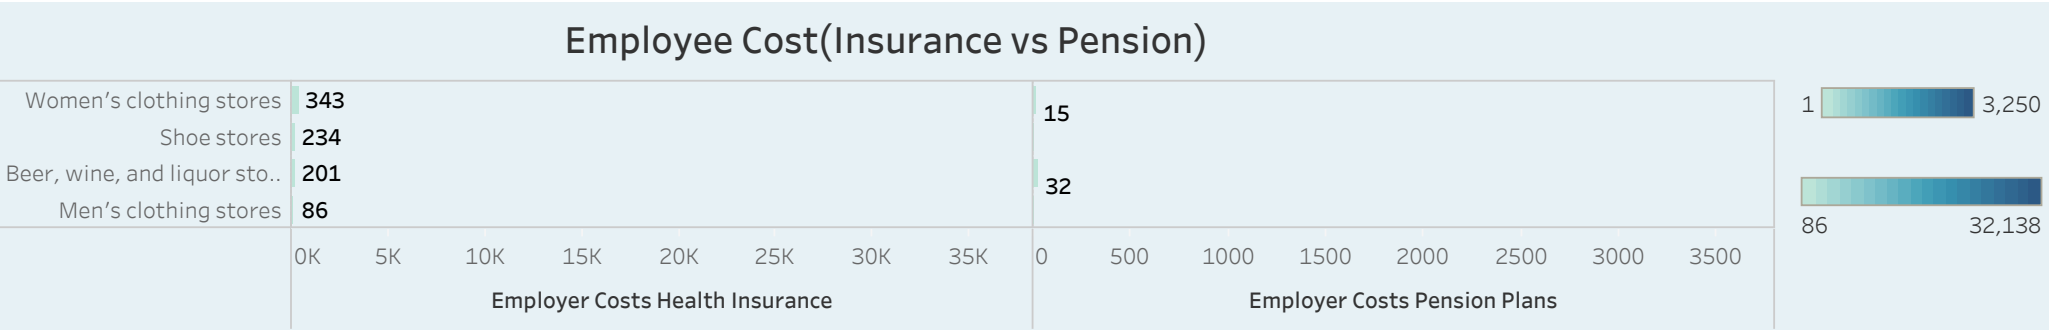 Employee Cost(Insurance vs Pension)
Women's clothing stores 343 15
Shoe stores 234
Beer, wine, and liquor sto.. 201 32
Men's clothing stores 86
0K 5K 10K 15K 20K 25K 30K 35K 0 500 1000 1500 2000 2500 3000 3500
Employer Costs Health Insurance Employer Costs Pension Plans
1 3,250
86 32,138